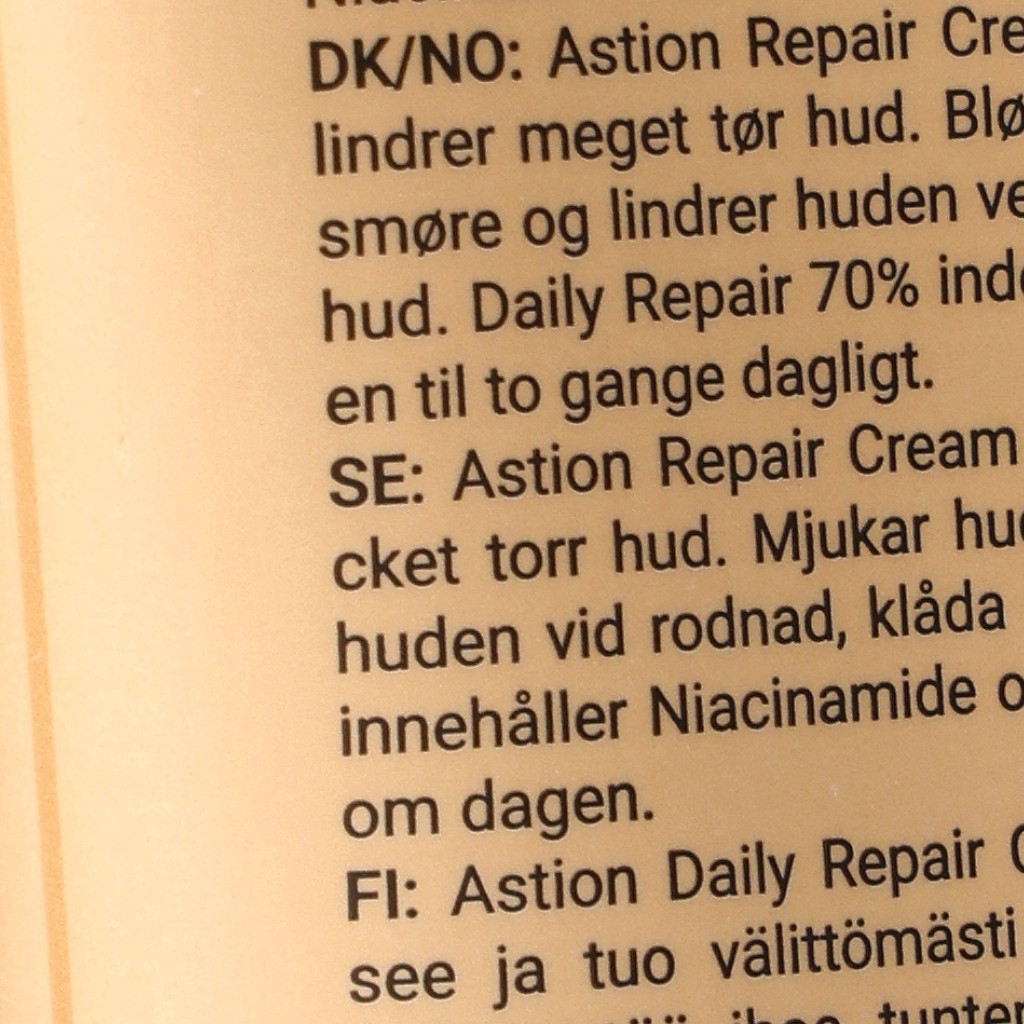 DK/NO: Astion Repair Cre
lindrer meget tør hud. Blø
smøre og lindrer huden ve
hud. Daily Repair 70% ind
en til to gange dagligt.
SE: Astion Repair Cream
cket torr hud. Mjukar hu
huden vid rodnad, klåda
innehåller Niacinamide o
om dagen.
FI: Astion Daily Repair
see ja tuo välittömästi